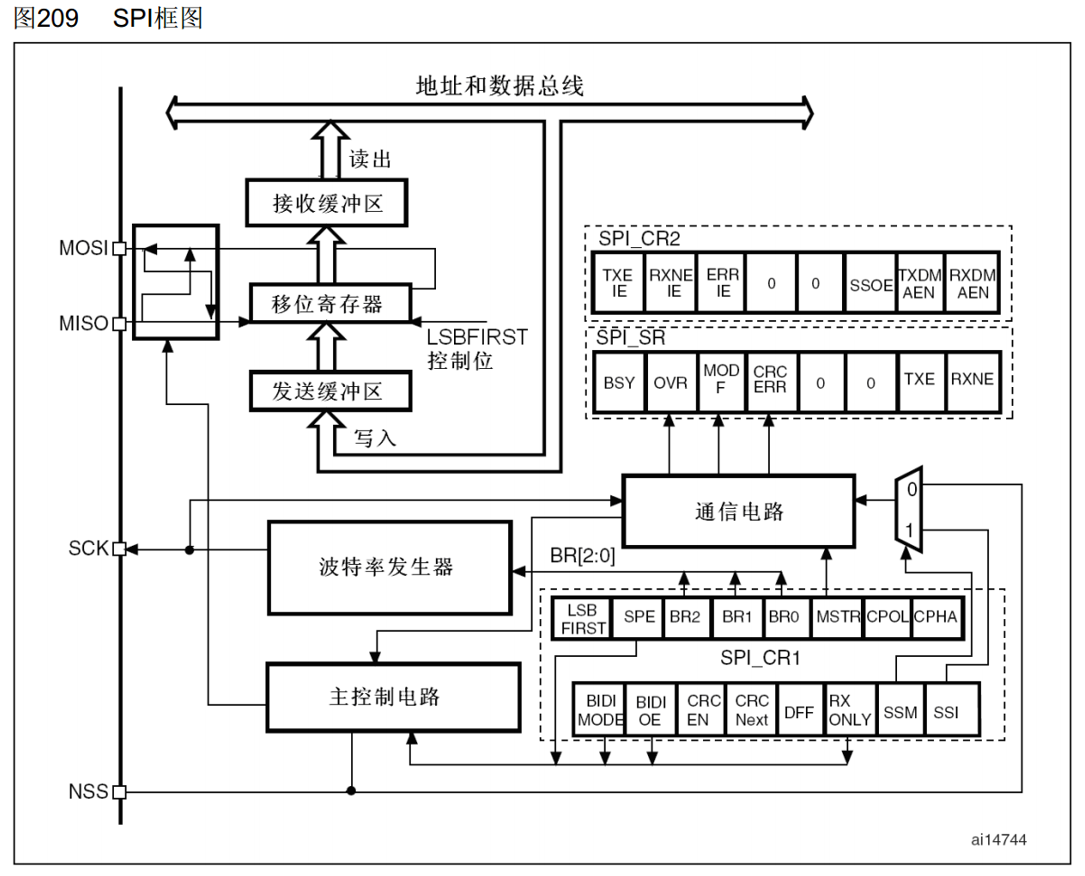 图209 SPI框图
地址和数据总线
读出
接收缓冲区
MOSI
移位寄存器
MISO
LSBFIRST
控制位
发送缓冲区
写入
SPI_CR2
TXE
IE
RXNE
IE
ERR
IE
0
0
SSOE
TXDM
AEN
RXDM
AEN
SPI_SR
BSY
OVR
MOD
F
CRC
ERR
0
0
TXE
RXNE
通信电路
0
1
SCK
波特率发生器
BR[2:0]
LSB
FIRST
SPE
BR2
BR1
BR0
MSTR
CPOL
CPHA
SPI_CR1
主控制电路
BIDI
MODE
BIDI
OE
CRC
EN
CRC
Next
DFF
RX
ONLY
SSM
SSI
NSS
ai14744